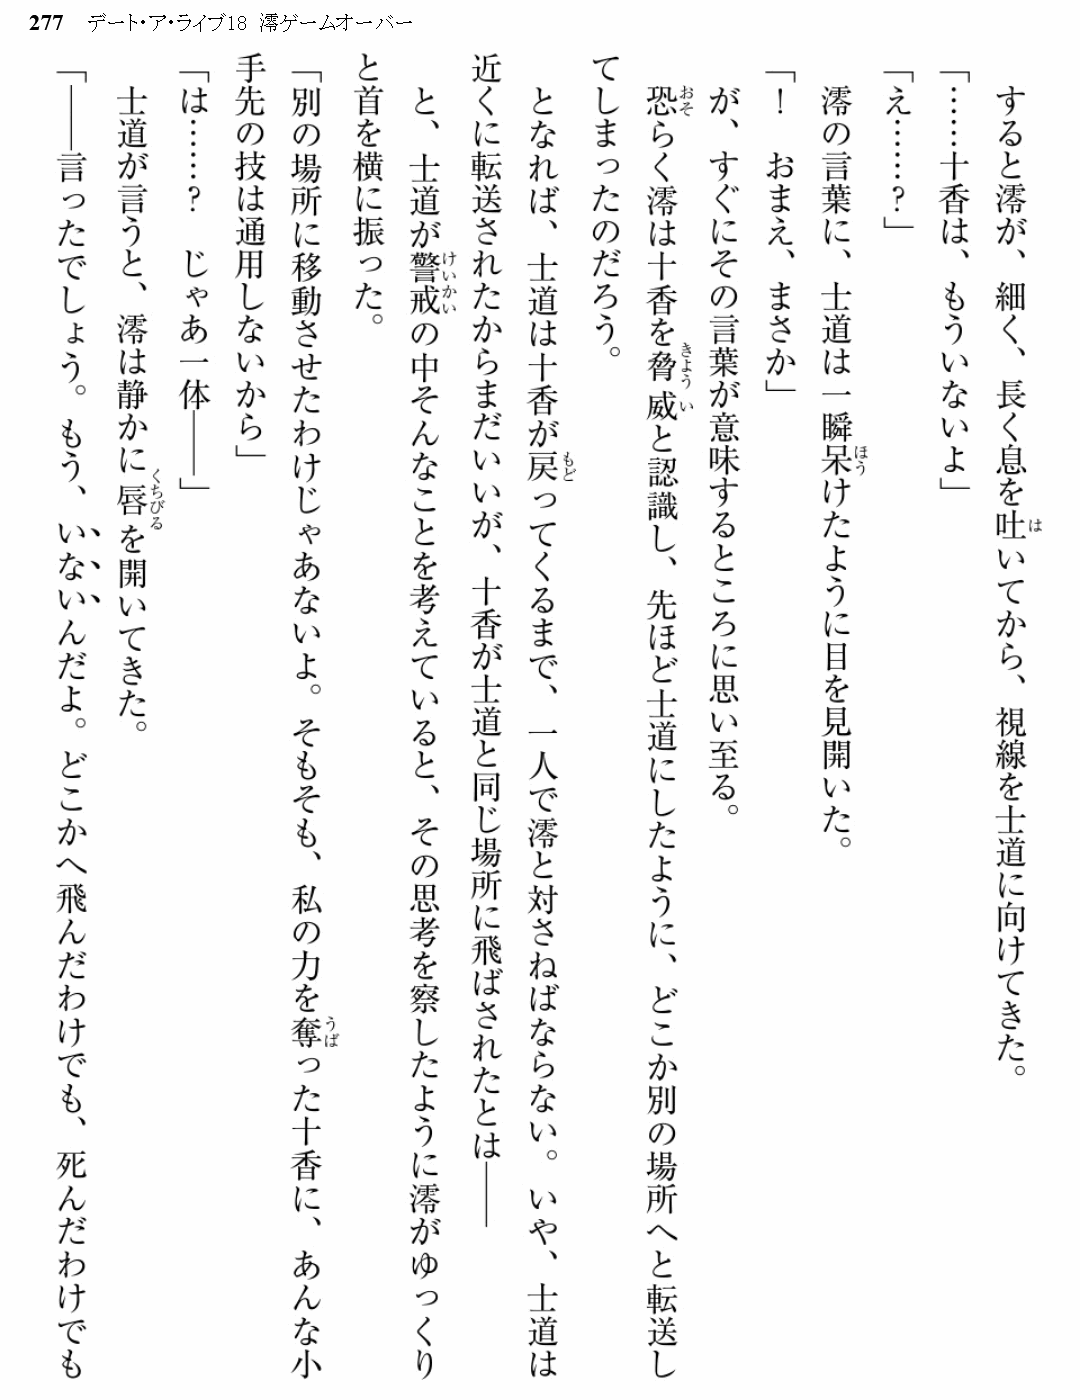 277 デート・ア・ライブ18 澪ゲームオーバー
　すると澪が、細く、長く息を吐いてから、視線を士道に向けてきた。
「……十香は、もういないよ」
「え……？」
　澪の言葉に、士道は一瞬呆けたように目を見開いた。
「！　おまえ、まさか」
　が、すぐにその言葉が意味するところに思い至る。
　恐らく澪は十香を脅威と認識し、先ほど士道にしたように、どこか別の場所へと転送し
てしまったのだろう。
　となれば、士道は十香が戻ってくるまで、一人で澪と対さねばならない。いや、士道は
近くに転送されたからまだいいが、十香が士道と同じ場所に飛ばされたとは――
　と、士道が警戒の中そんなことを考えていると、その思考を察したように澪がゆっくり
と首を横に振った。
「別の場所に移動させたわけじゃあないよ。そもそも、私の力を奪った十香に、あんな小
手先の技は通用しないから」
「は……？　じゃあ一体――」
　士道が言うと、澪は静かに唇を開いてきた。
「――言ったでしょう。もう、いないんだよ。どこかへ飛んだわけでも、死んだわけでも